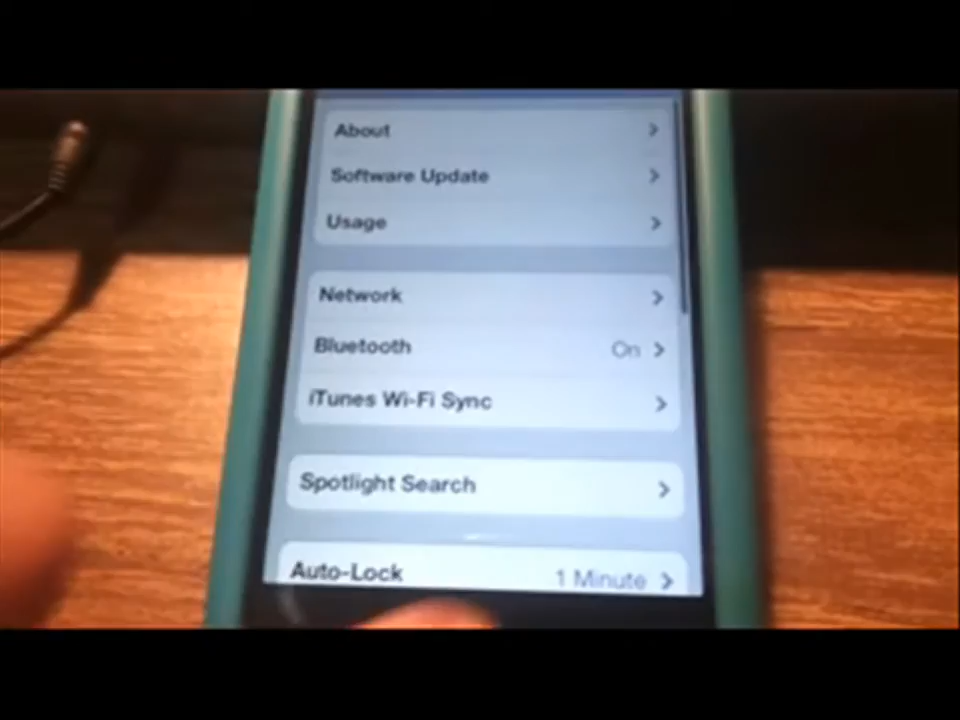 About
Software Update
Usage
Network
Bluetooth On
iTunes Wi-Fi Sync
Spotlight Search
Auto-Lock 1 Minute